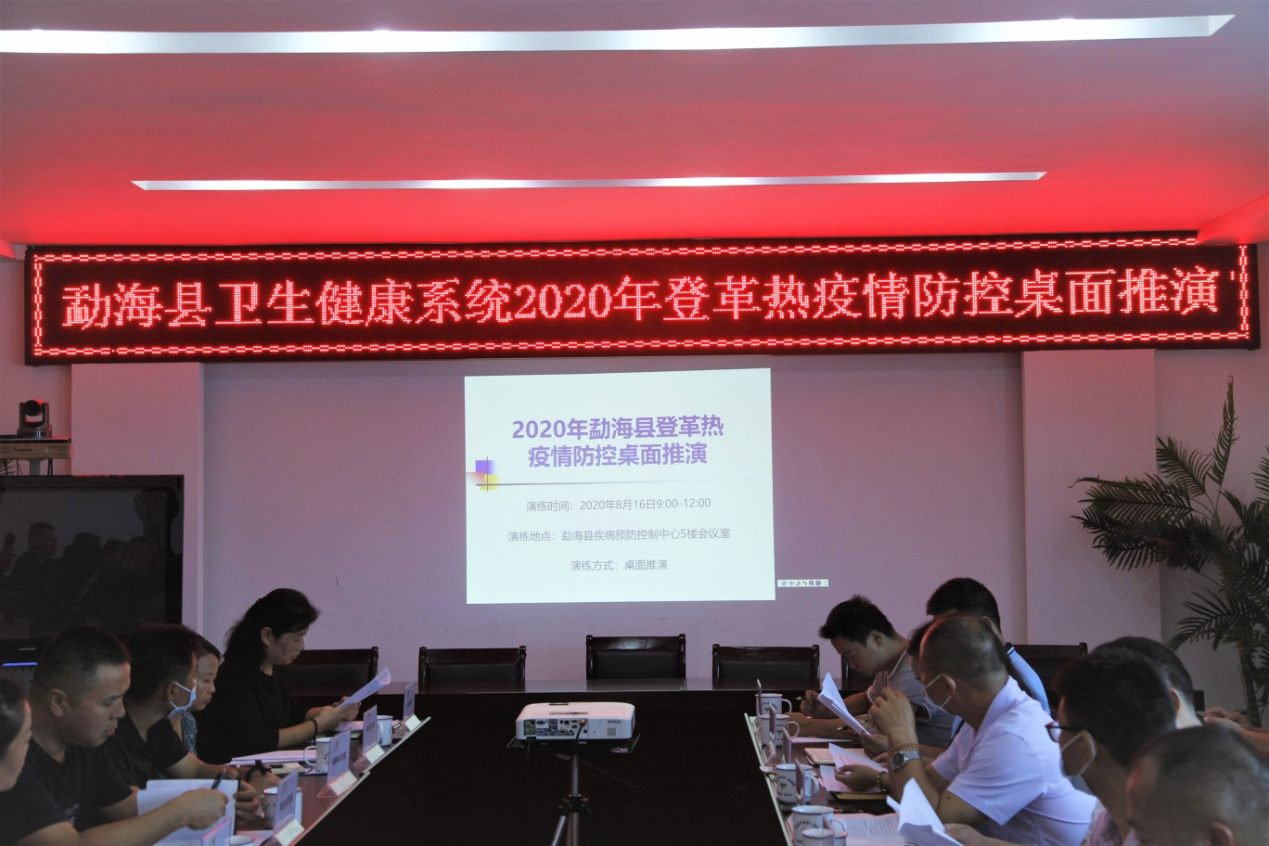 勐海县卫生健康系统2020年登革热疫情防控桌面推演
2020年勐海县登革热
疫情防控桌面推演
演练时间：2020年8月16日9:00-12:00
演练地点：勐海县疾病预防控制中心5楼会议室
演练方式：桌面推演
EPSON